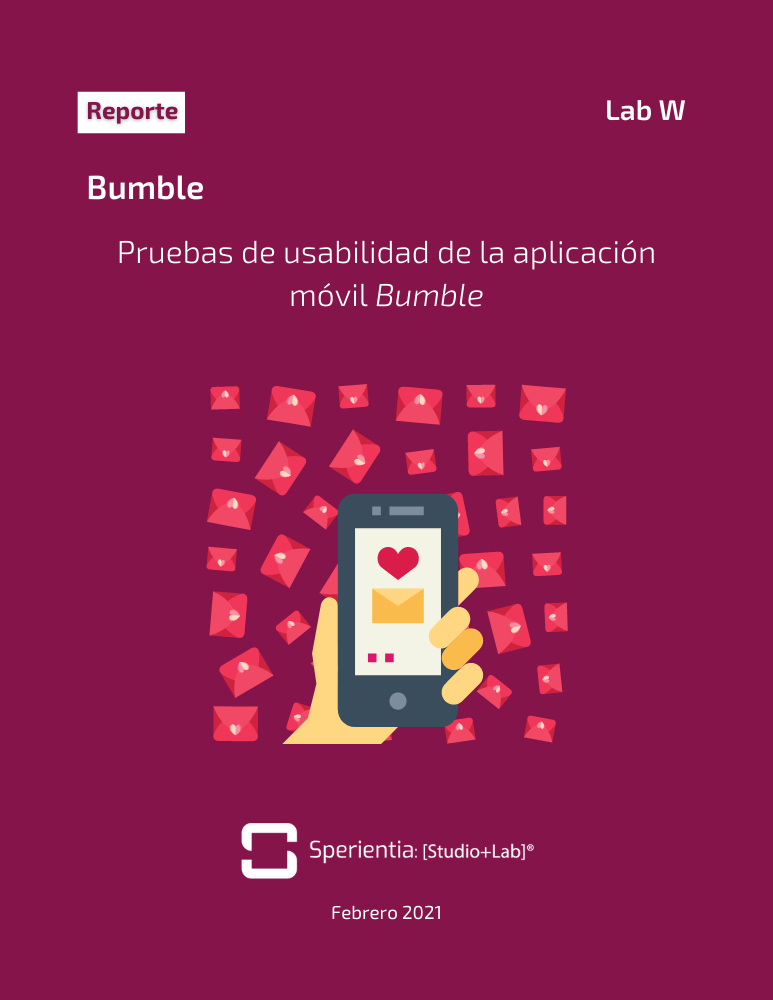 Reporte
Lab W
Bumble
Pruebas de usabilidad de la aplicación
móvil Bumble
Sperientia: [Studio+Lab]®
Febrero 2021